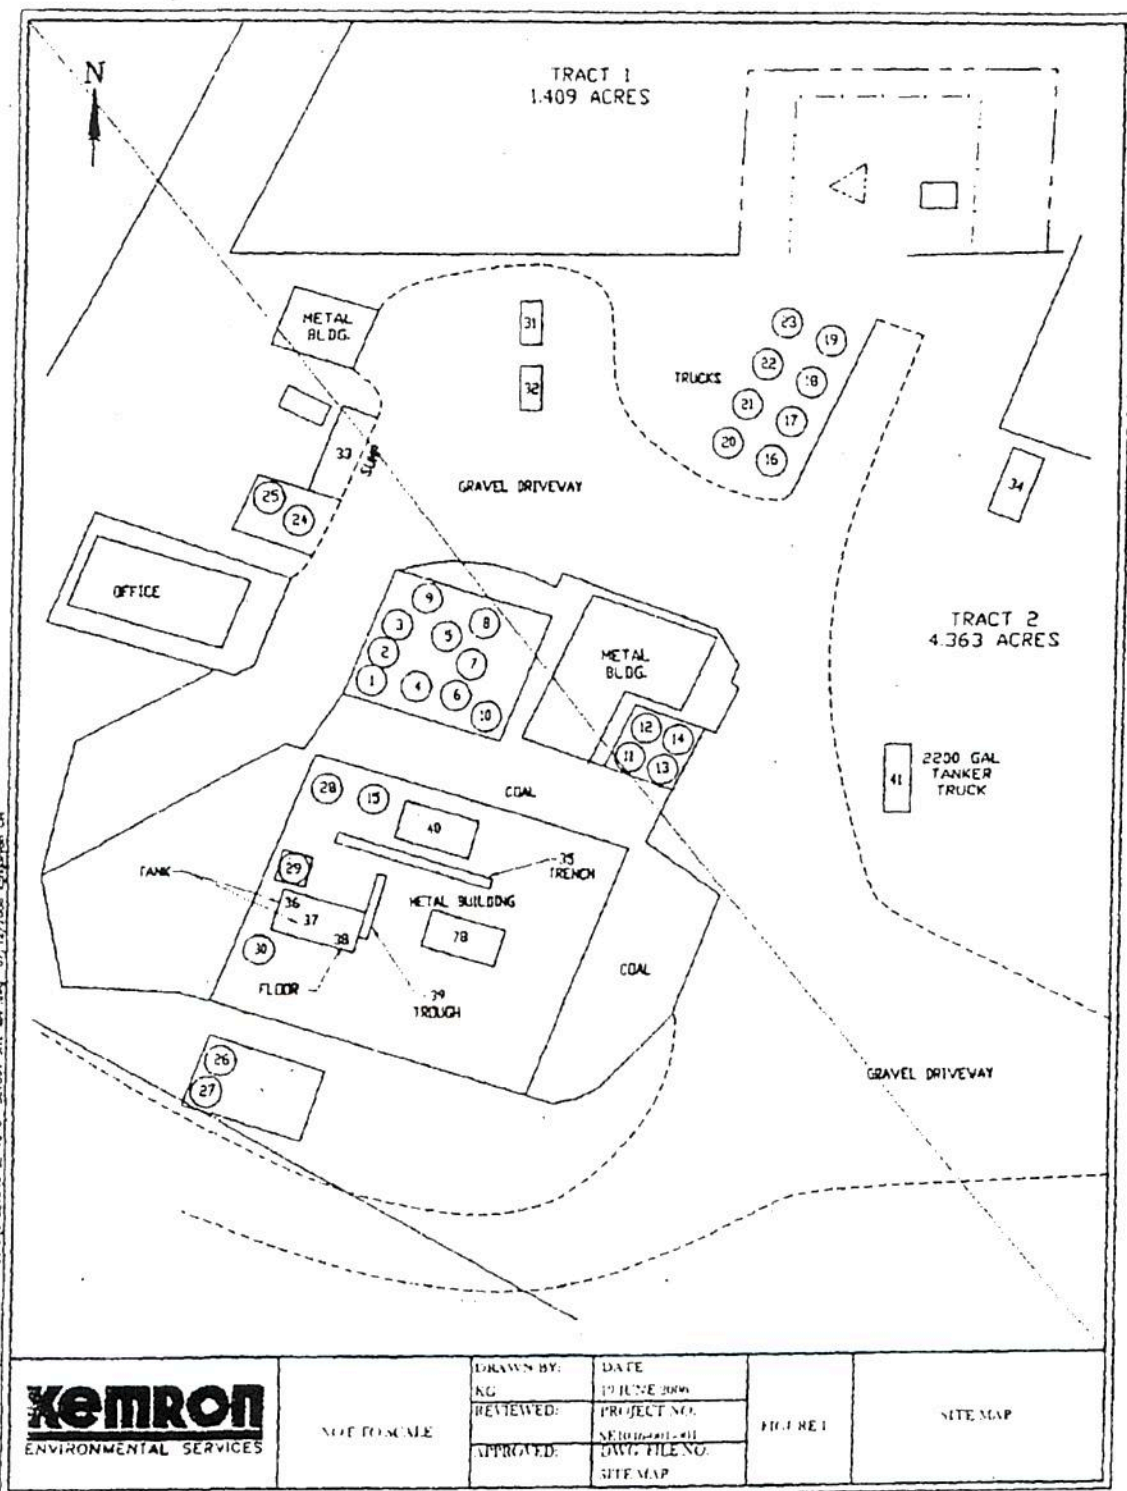 N
TRACT 1
1.409 ACRES
METAL
BLDG.
31
32
23
19
22
18
TRUCKS
21
17
20
16
33
SUMP
25
24
GRAVEL DRIVEWAY
34
OFFICE
9
3
8
5
2
7
1
4
6
10
METAL
BLDG.
12
14
11
13
TRACT 2
4.363 ACRES
41
2200 GAL
TANKER
TRUCK
COAL
28
15
40
35
TRENCH
29
TANK
36
37
38
METAL BUILDING
7B
30
FLOOR
39
TROUGH
COAL
26
27
GRAVEL DRIVEWAY
KEMRON
ENVIRONMENTAL SERVICES
NOT TO SCALE
DRAWN BY:
KG
REVIEWED:
APPROVED:
DATE
19 JUNE 2006
PROJECT NO.
DWG. FILE NO.
SITE MAP
FIGURE 1
SITE MAP